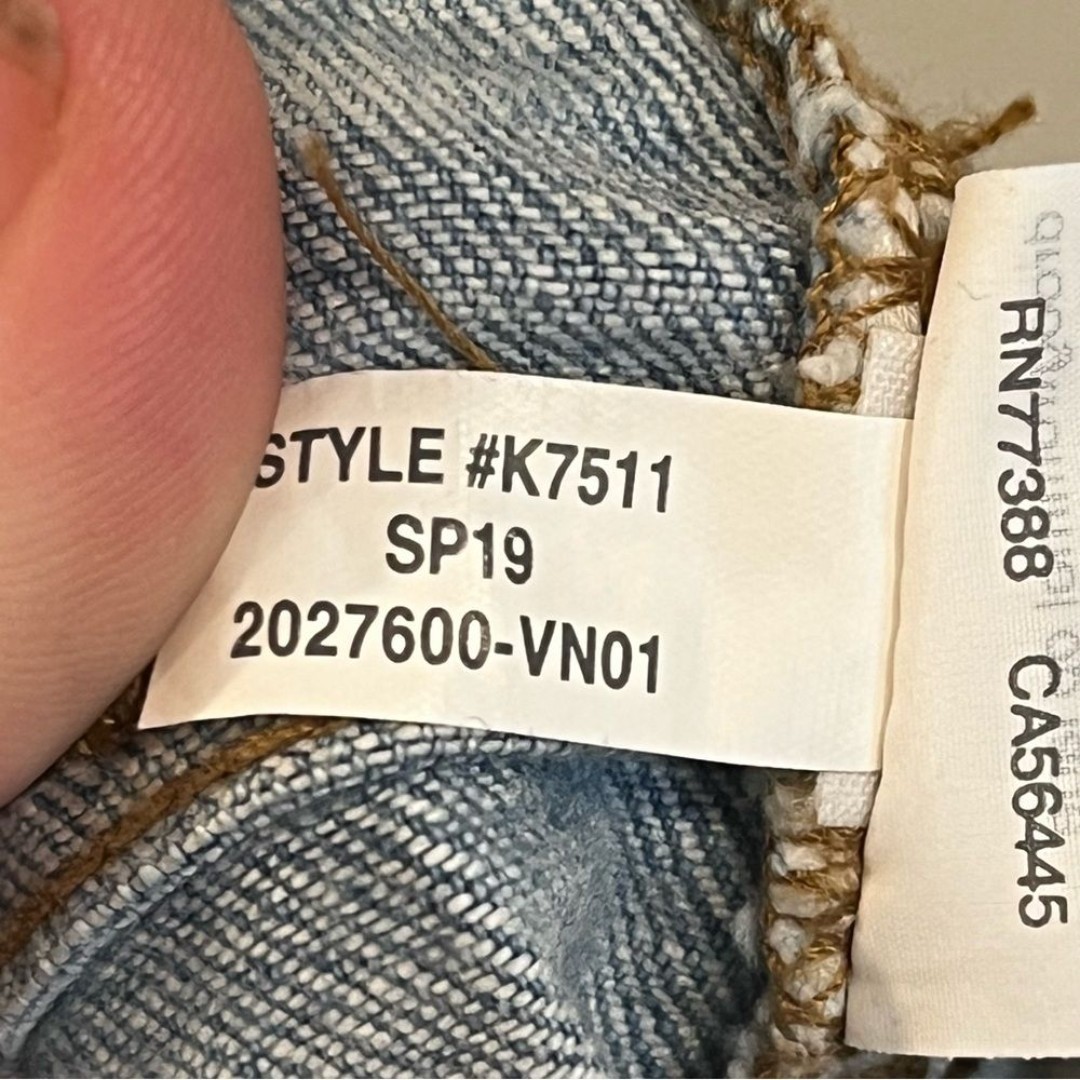 STYLE #K7511
SP19
2027600-VN01
RN77388 CA56445